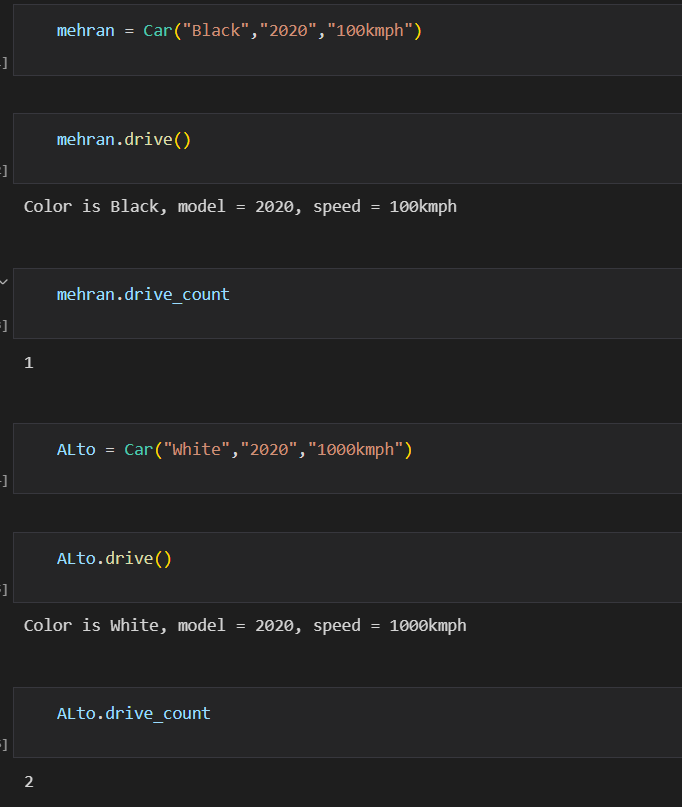 mehran = Car("Black","2020","100kmph")
mehran.drive()
Color is Black, model = 2020, speed = 100kmph
mehran.drive_count
1
ALto = Car("White","2020","1000kmph")
ALto.drive()
Color is White, model = 2020, speed = 1000kmph
ALto.drive_count
2